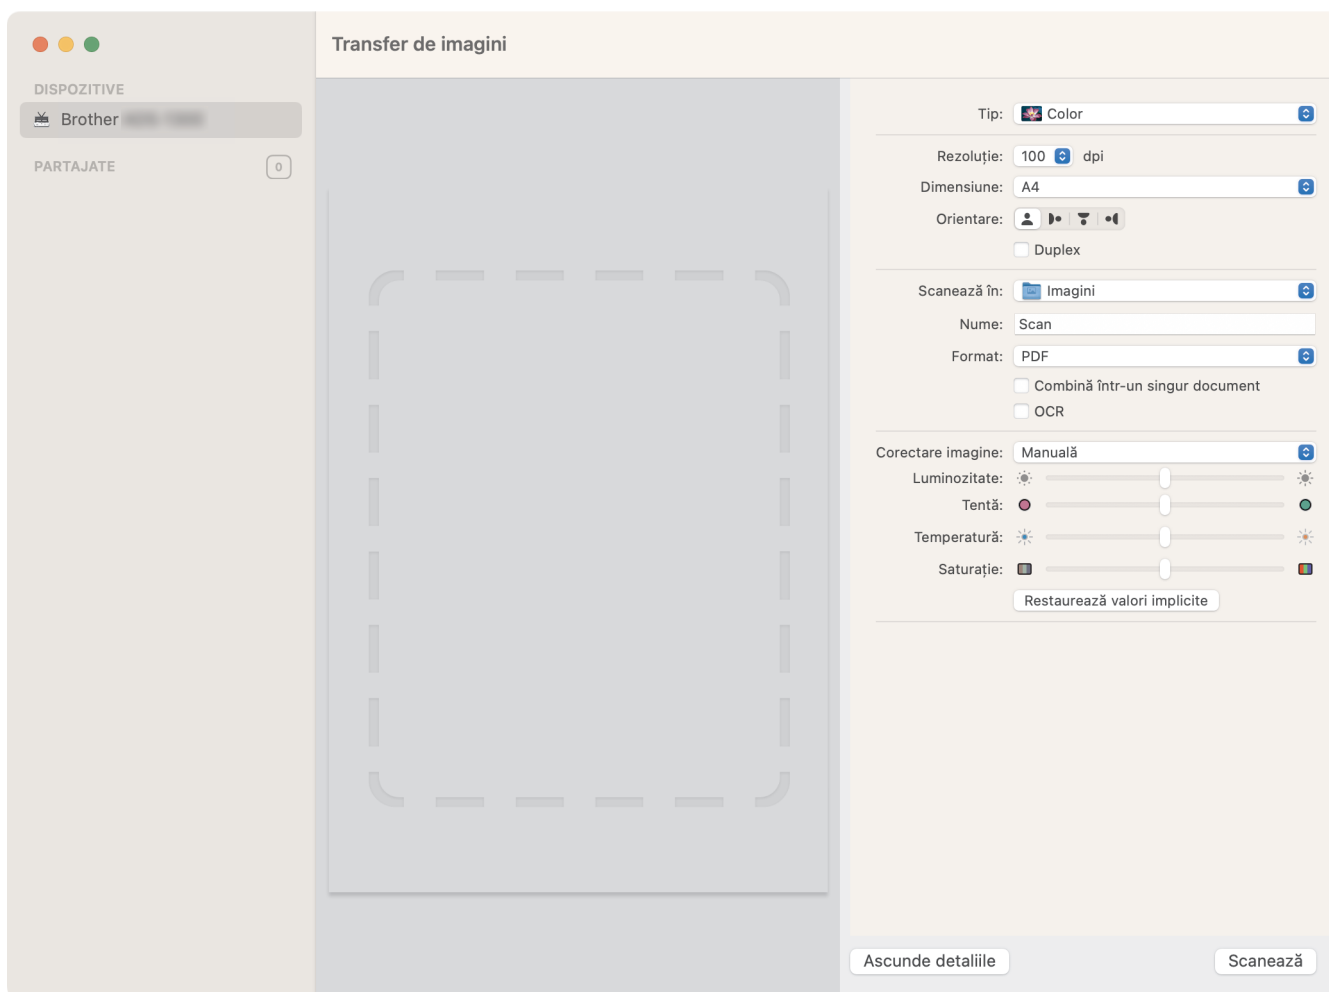 Transfer de imagini
DISPOZITIVE
Brother
PARTAJATE
0
Tip: Color
Rezoluție: 100 dpi
Dimensiune: A4
Orientare:
Duplex
Scanează în: Imagini
Nume: Scan
Format: PDF
Combină într-un singur document
OCR
Corectare imagine: Manuală
Luminozitate:
Tentă:
Temperatură:
Saturație:
Restaurează valori implicite
Ascunde detaliile
Scanează